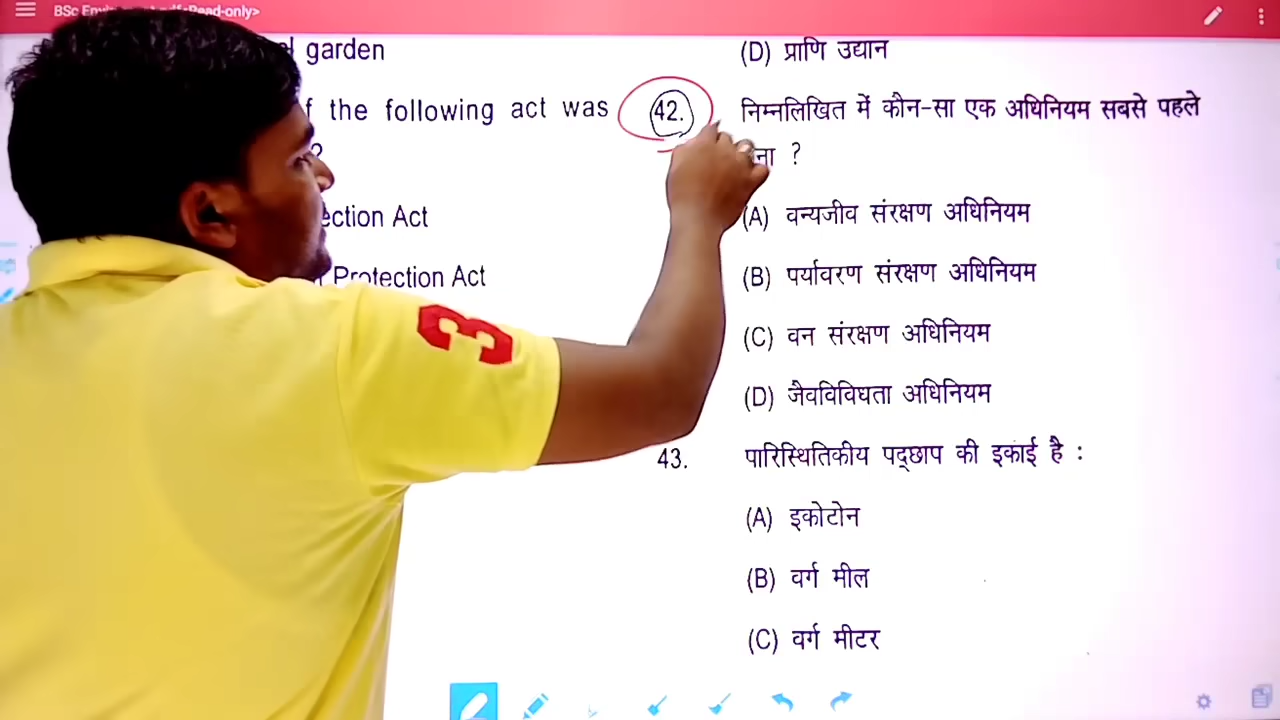 garden
the following act was
?
Act
Protection Act
(D) प्राणि उद्यान
42. निम्नलिखित में कौन-सा एक अधिनियम सबसे पहले
?
(A) वन्यजीव संरक्षण अधिनियम
(B) पर्यावरण संरक्षण अधिनियम
(C) वन संरक्षण अधिनियम
(D) जैवविविधता अधिनियम
43. पारिस्थितिकीय पद्छाप की इकाई है :
(A) इकोटोन
(B) वर्ग मील
(C) वर्ग मीटर
3